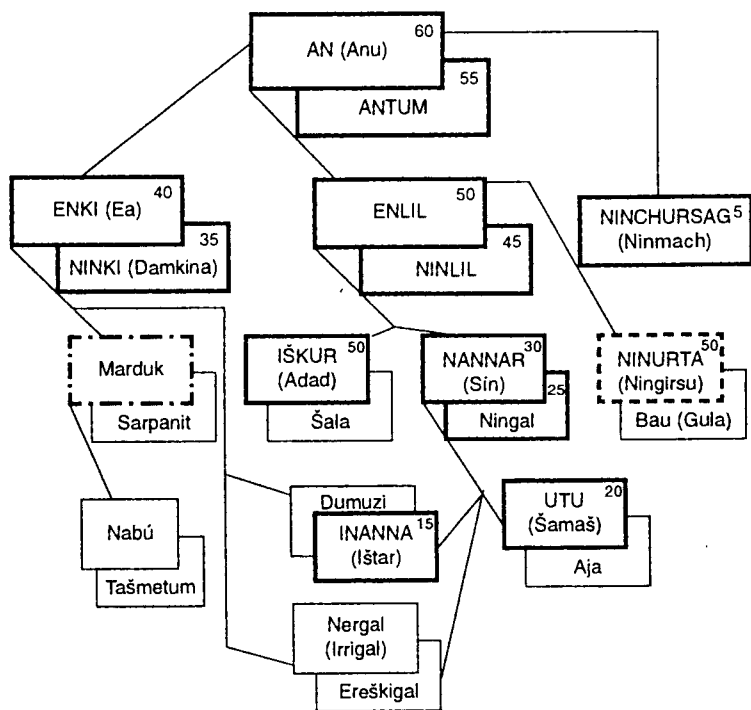 60
AN (Anu)
55
ANTUM
40
ENKI (Ea)
35
NINKI (Damkina)
50
ENLIL
45
NINLIL
NINCHURSAG 5
(Ninmach)
Marduk
Sarpanit
50
IŠKUR
(Adad)
Šala
30
NANNAR
(Sín)
25
Ningal
50
NINURTA
(Ningirsu)
Bau (Gula)
Nabú
Tašmetum
Dumuzi
15
INANNA
(Ištar)
20
UTU
(Šamaš)
Aja
Nergal
(Irrigal)
Ereškigal